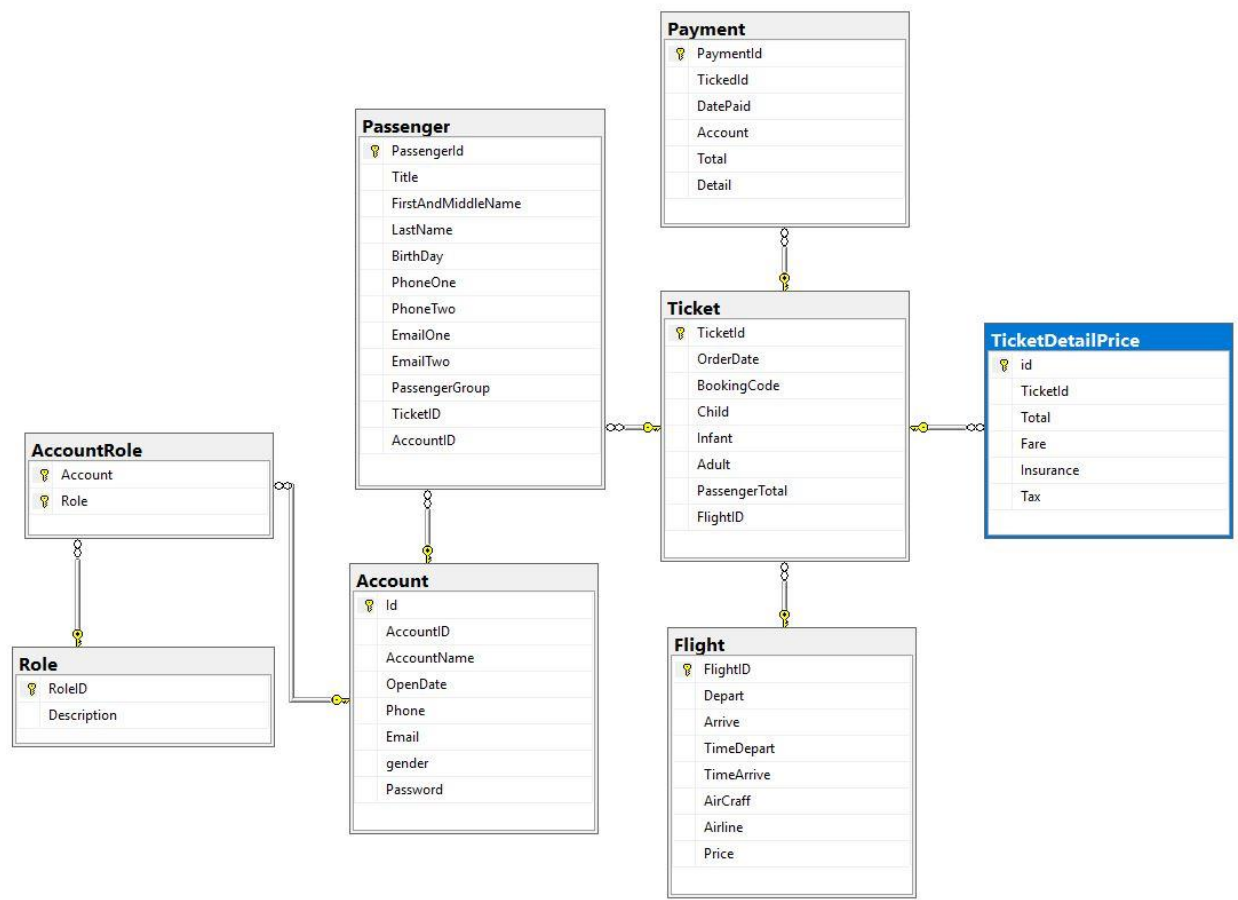 Payment
PaymentId
TickedId
DatePaid
Account
Total
Detail
Passenger
PassengerId
Title
FirstAndMiddleName
LastName
BirthDay
PhoneOne
PhoneTwo
EmailOne
EmailTwo
PassengerGroup
TicketID
AccountID
Ticket
TicketId
OrderDate
BookingCode
Child
Infant
Adult
PassengerTotal
FlightID
TicketDetailPrice
id
TicketId
Total
Fare
Insurance
Tax
AccountRole
Account
Role
Account
Id
AccountID
AccountName
OpenDate
Phone
Email
gender
Password
Role
RoleID
Description
Flight
FlightID
Depart
Arrive
TimeDepart
TimeArrive
AirCraff
Airline
Price